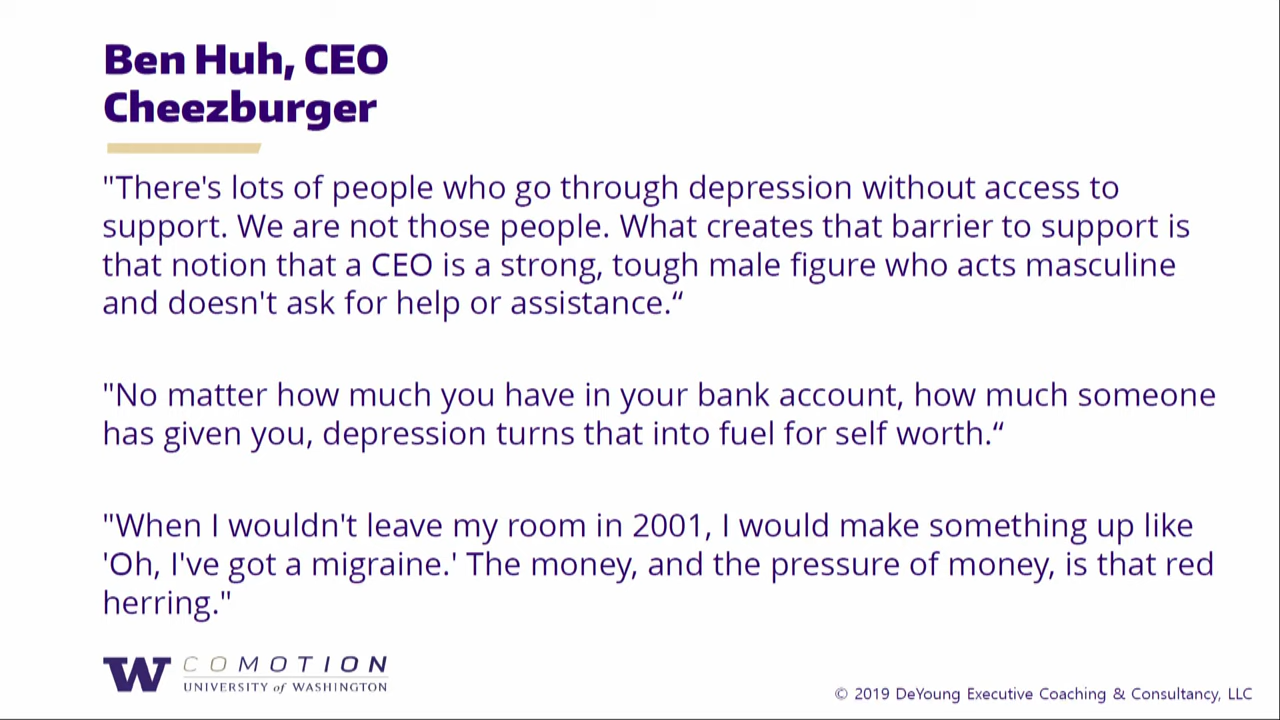 Ben Huh, CEO
Cheezburger
"There's lots of people who go through depression without access to
support. We are not those people. What creates that barrier to support is
that notion that a CEO is a strong, tough male figure who acts masculine
and doesn't ask for help or assistance.“
"No matter how much you have in your bank account, how much someone
has given you, depression turns that into fuel for self worth.“
"When I wouldn't leave my room in 2001, I would make something up like
'Oh, I've got a migraine.' The money, and the pressure of money, is that red
herring."
W COMOTION
UNIVERSITY of WASHINGTON
© 2019 DeYoung Executive Coaching & Consultancy, LLC